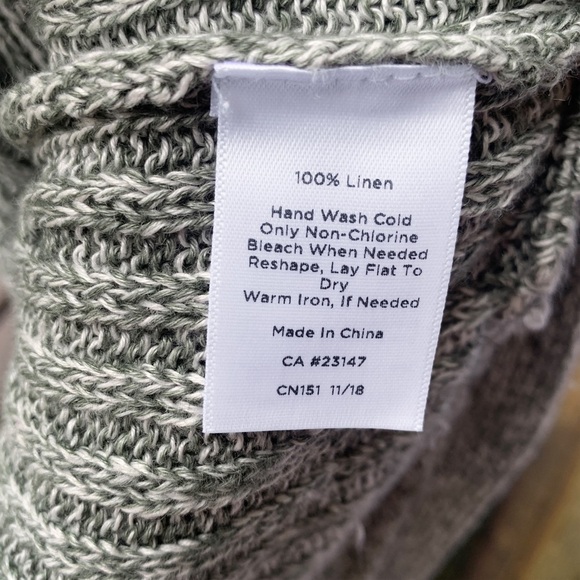 100% Linen
Hand Wash Cold
Only Non-Chlorine
Bleach When Needed
Reshape, Lay Flat To
Dry
Warm Iron, If Needed
Made In China
CA #23147
CN151 11/18